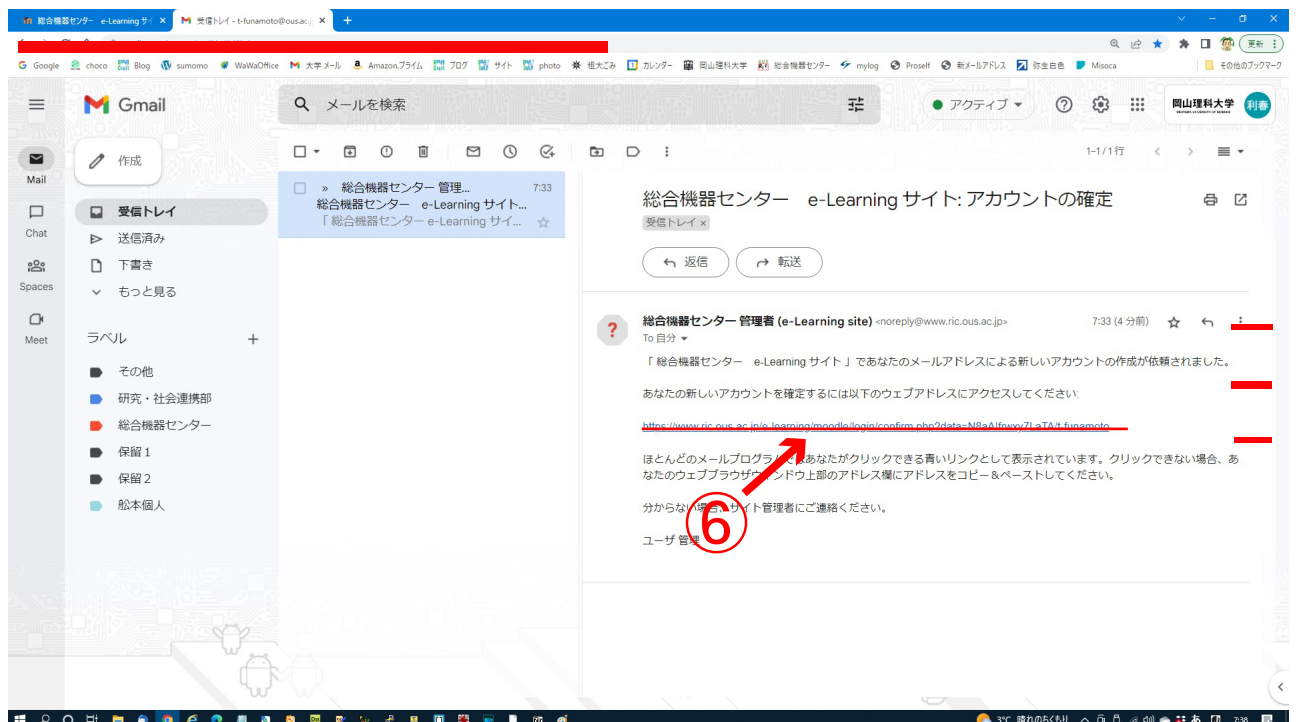 総合機器センター e-Learning サイ
受信トレイ - t-funamoto@ous.ac.j
更新
Google choco Blog sumomo WaWaOffice 大学メール Amazonプライム ブログ サイト photo 粗大ごみ カレンダー 岡山理科大学 総合機器センター mylog Proself 新メールアドレス 弥生白色 Misoca その他のブックマーク
Gmail
メールを検索
アクティブ
岡山理科大学
利春
作成
1-1/1行
Mail
Chat
Spaces
Meet
受信トレイ
送信済み
下書き
もっと見る
ラベル
その他
研究・社会連携部
総合機器センター
保留1
保留2
舩本個人
» 総合機器センター 管理... 7:33
総合機器センター e-Learning サイト...
「 総合機器センター e-Learning サイ...
総合機器センター e-Learning サイト: アカウントの確定
受信トレイ ×
返信 転送
総合機器センター 管理者 (e-Learning site) <noreply@www.ric.ous.ac.jp> 7:33 (4 分前)
To 自分
「 総合機器センター e-Learning サイト 」であなたのメールアドレスによる新しいアカウントの作成が依頼されました。
あなたの新しいアカウントを確定するには以下のウェブアドレスにアクセスしてください:
https://www.ric.ous.ac.jp/e-learning/moodle/login/confirm.php?data=N8aAIfrwxy7LaTA/t-funamoto
ほとんどのメールプログラムではあなたがクリックできる青いリンクとして表示されています。クリックできない場合、あ
なたのウェブブラウザウィンドウ上部のアドレス欄にアドレスをコピー＆ペーストしてください。
分からない場合、サイト管理者にご連絡ください。
ユーザ 管理
⑥
3°C 晴れのちくもり あ 7:38